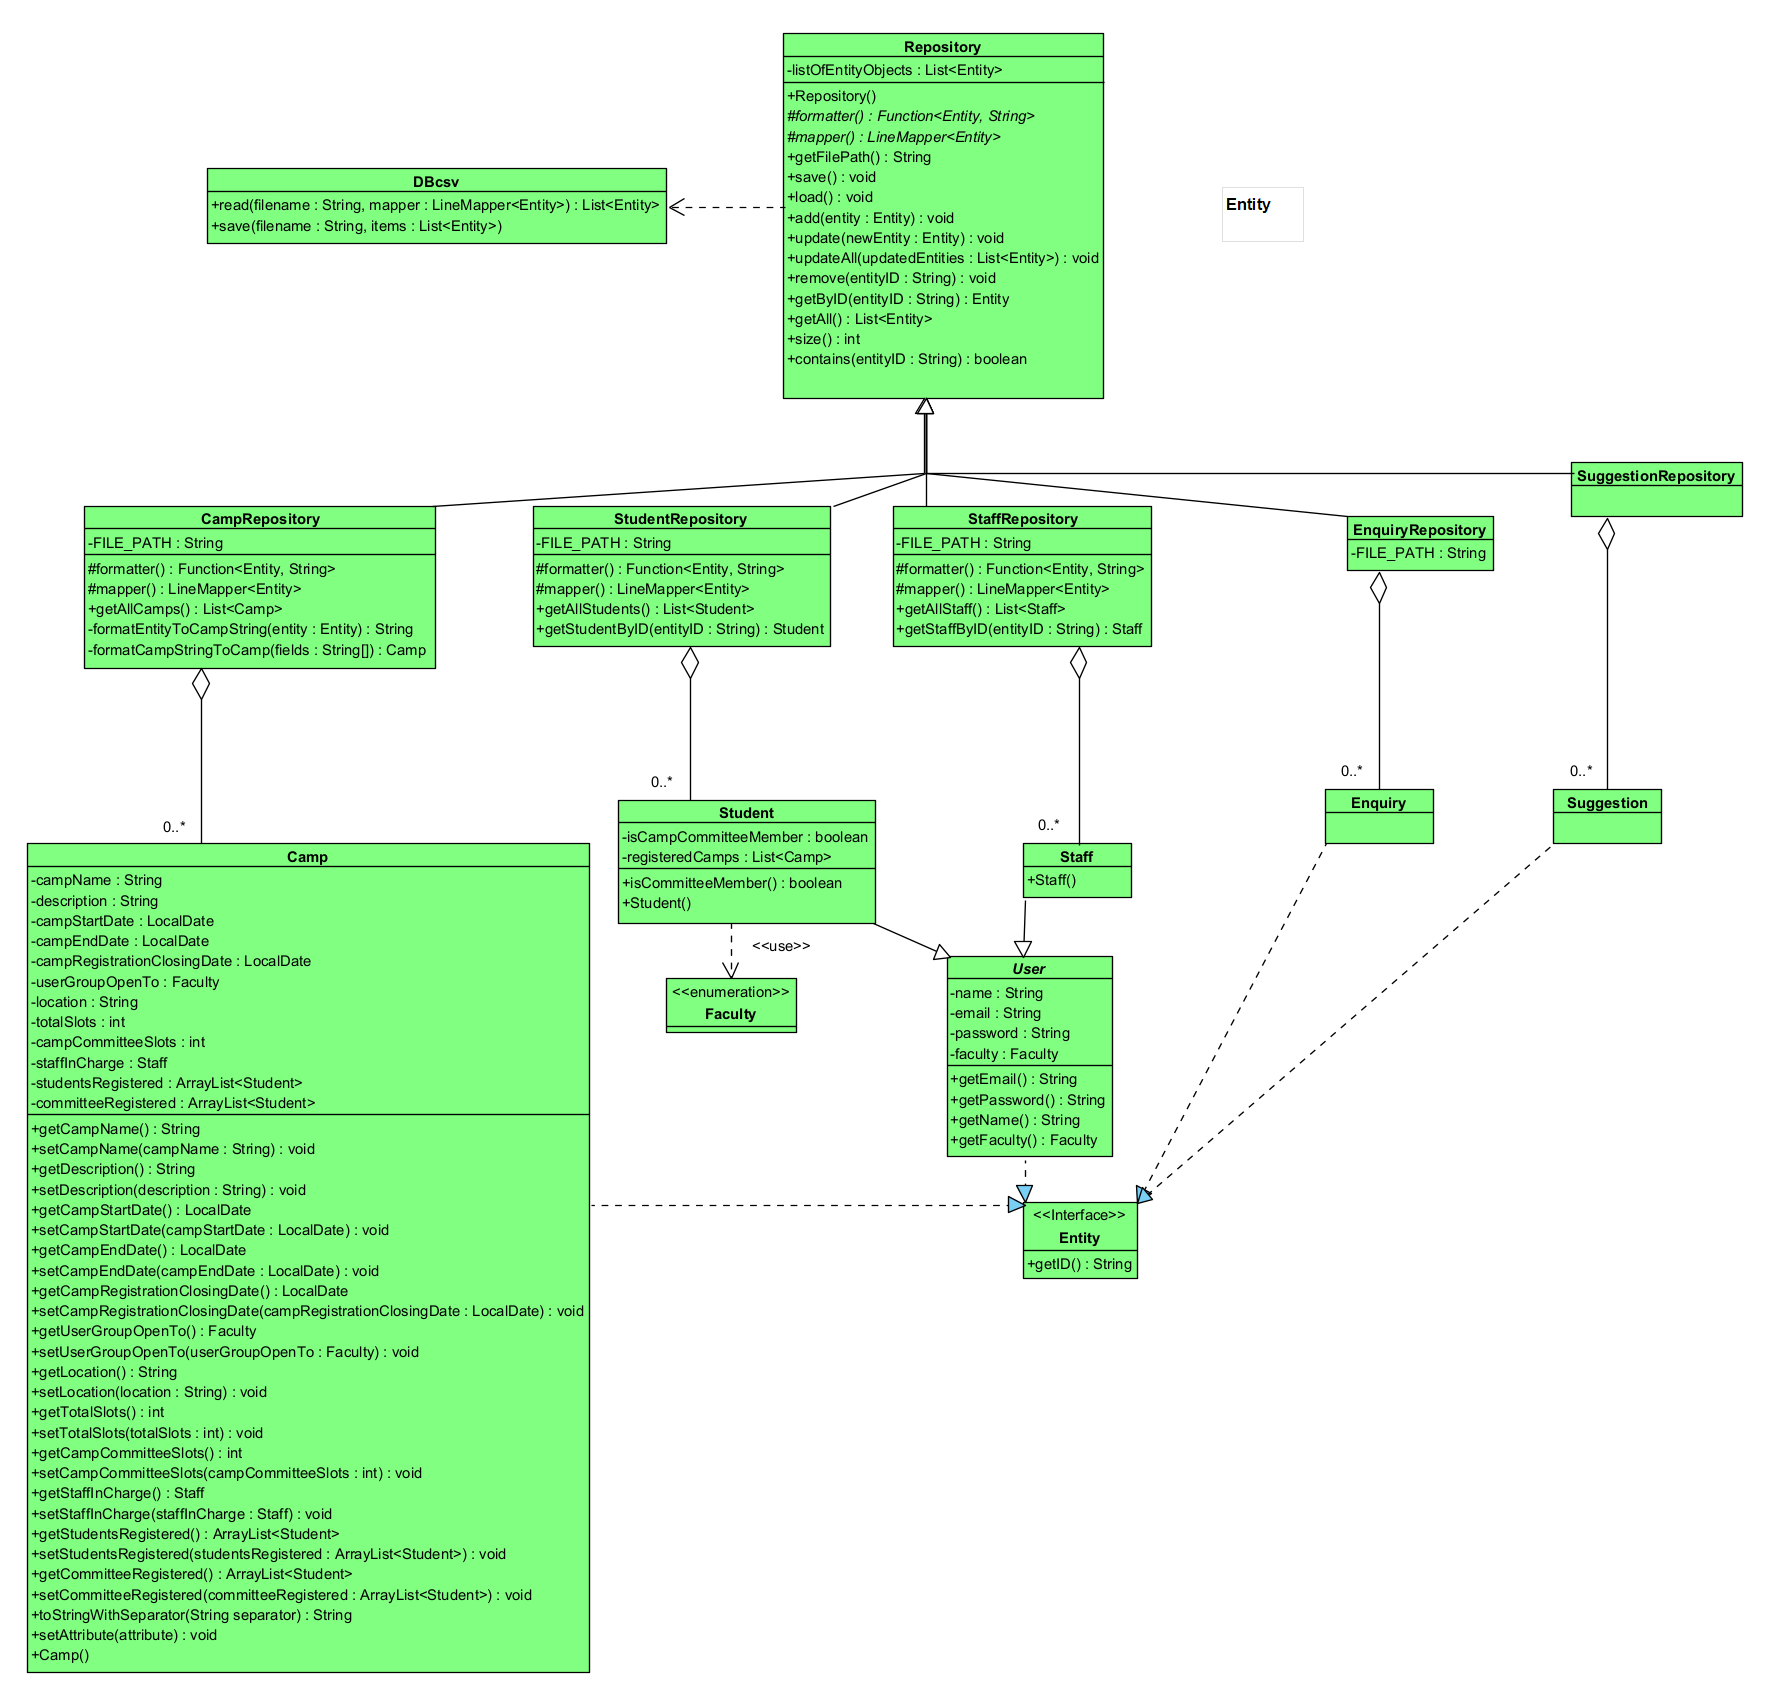 Repository
-listOfEntityObjects : List<Entity>
+Repository()
#formatter() : Function<Entity, String>
#mapper() : LineMapper<Entity>
+getFilePath() : String
+save() : void
+load() : void
+add(entity : Entity) : void
+update(newEntity : Entity) : void
+updateAll(updatedEntities : List<Entity>) : void
+remove(entityID : String) : void
+getByID(entityID : String) : Entity
+getAll() : List<Entity>
+size() : int
+contains(entityID : String) : boolean
DBcsv
+read(filename : String, mapper : LineMapper<Entity>) : List<Entity>
+save(filename : String, items : List<Entity>)
Entity
CampRepository
-FILE_PATH : String
#formatter() : Function<Entity, String>
#mapper() : LineMapper<Entity>
+getAllCamps() : List<Camp>
-formatEntityToCampString(entity : Entity) : String
-formatCampStringToCamp(fields : String[]) : Camp
StudentRepository
-FILE_PATH : String
#formatter() : Function<Entity, String>
#mapper() : LineMapper<Entity>
+getAllStudents() : List<Student>
+getStudentByID(entityID : String) : Student
StaffRepository
-FILE_PATH : String
#formatter() : Function<Entity, String>
#mapper() : LineMapper<Entity>
+getAllStaff() : List<Staff>
+getStaffByID(entityID : String) : Staff
EnquiryRepository
-FILE_PATH : String
SuggestionRepository
0..*
0..*
0..*
0..*
0..*
Camp
-campName : String
-description : String
-campStartDate : LocalDate
-campEndDate : LocalDate
-campRegistrationClosingDate : LocalDate
-userGroupOpenTo : Faculty
-location : String
-totalSlots : int
-campCommitteeSlots : int
-staffInCharge : Staff
-studentsRegistered : ArrayList<Student>
-committeeRegistered : ArrayList<Student>
+getCampName() : String
+setCampName(campName : String) : void
+getDescription() : String
+setDescription(description : String) : void
+getCampStartDate() : LocalDate
+setCampStartDate(campStartDate : LocalDate) : void
+getCampEndDate() : LocalDate
+setCampEndDate(campEndDate : LocalDate) : void
+getCampRegistrationClosingDate() : LocalDate
+setCampRegistrationClosingDate(campRegistrationClosingDate : LocalDate) : void
+getUserGroupOpenTo() : Faculty
+setUserGroupOpenTo(userGroupOpenTo : Faculty) : void
+getLocation() : String
+setLocation(location : String) : void
+getTotalSlots() : int
+setTotalSlots(totalSlots : int) : void
+getCampCommitteeSlots() : int
+setCampCommitteeSlots(campCommitteeSlots : int) : void
+getStaffInCharge() : Staff
+setStaffInCharge(staffInCharge : Staff) : void
+getStudentsRegistered() : ArrayList<Student>
+setStudentsRegistered(studentsRegistered : ArrayList<Student>) : void
+getCommitteeRegistered() : ArrayList<Student>
+setCommitteeRegistered(committeeRegistered : ArrayList<Student>) : void
+toStringWithSeparator(String separator) : String
+setAttribute(attribute) : void
+Camp()
Student
-isCampCommitteeMember : boolean
-registeredCamps : List<Camp>
+isCommitteeMember() : boolean
+Student()
<<use>>
<<enumeration>>
Faculty
Staff
+Staff()
Enquiry
Suggestion
User
-name : String
-email : String
-password : String
-faculty : Faculty
+getEmail() : String
+getPassword() : String
+getName() : String
+getFaculty() : Faculty
<<Interface>>
Entity
+getID() : String